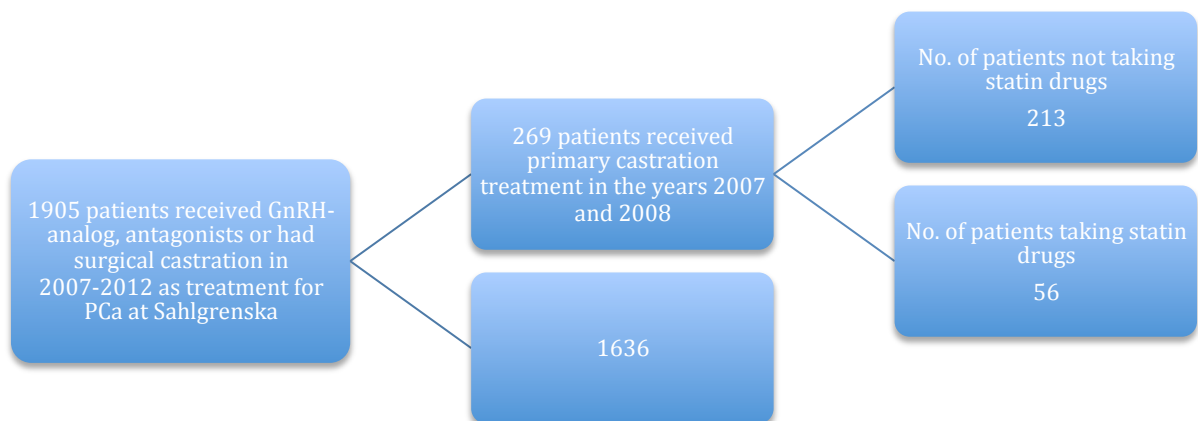 1905 patients received GnRH-
analog, antagonists or had
surgical castration in
2007-2012 as treatment for
PCa at Sahlgrenska
269 patients received
primary castration
treatment in the years 2007
and 2008
1636
No. of patients not taking
statin drugs
213
No. of patients taking statin
drugs
56